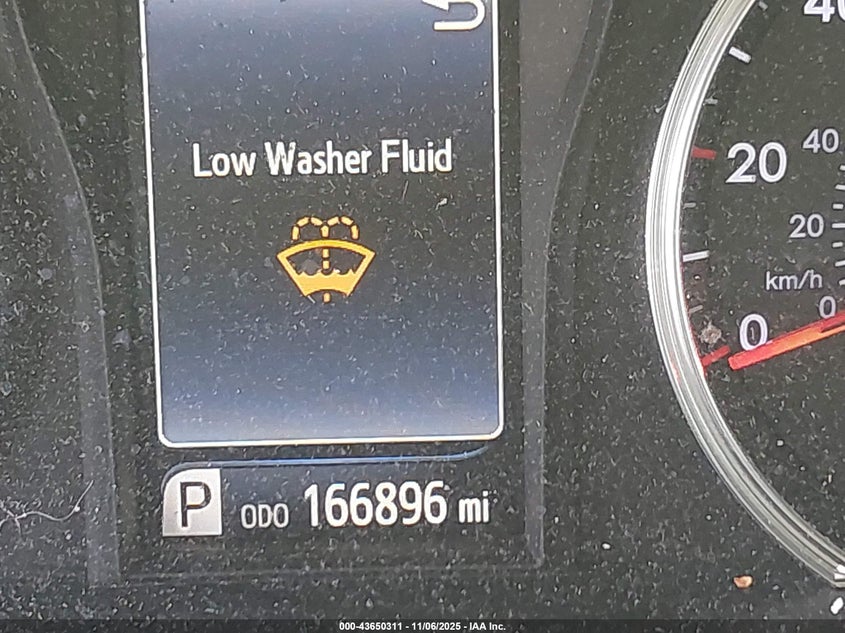 40
Low Washer Fluid
20 40
20
km/h
0 0
P ODO 166896 mi
000-43650311 - 11/06/2025 - IAA Inc.